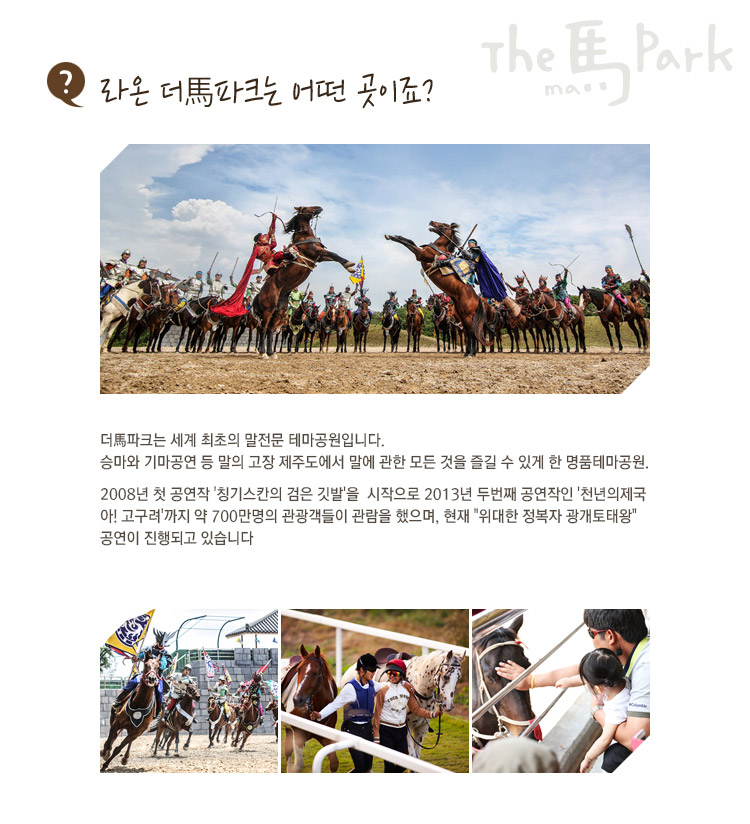 The 馬 Park
ma
?
라온 더馬파크는 어떤 곳이죠?
더馬파크는 세계 최초의 말전문 테마공원입니다.
승마와 기마공연 등 말의 고장 제주도에서 말에 관한 모든 것을 즐길 수 있게 한 명품테마공원.
2008년 첫 공연작 '칭기스칸의 검은 깃발'을 시작으로 2013년 두번째 공연작인 '천년의제국
아! 고구려'까지 약 700만명의 관광객들이 관람을 했으며, 현재 "위대한 정복자 광개토태왕"
공연이 진행되고 있습니다
Columbia